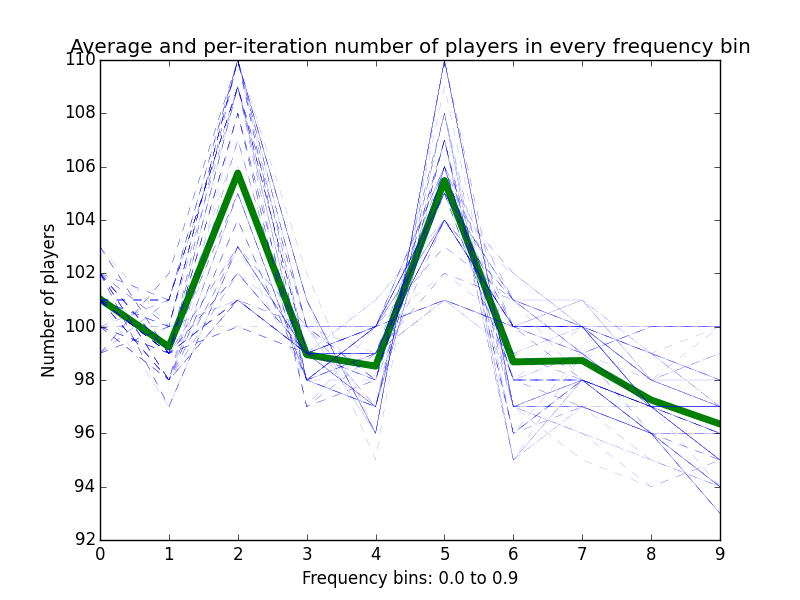 Average and per-iteration number of players in every frequency bin
110
108
106
104
102
100
98
96
94
92
Number of players
0 1 2 3 4 5 6 7 8 9
Frequency bins: 0.0 to 0.9